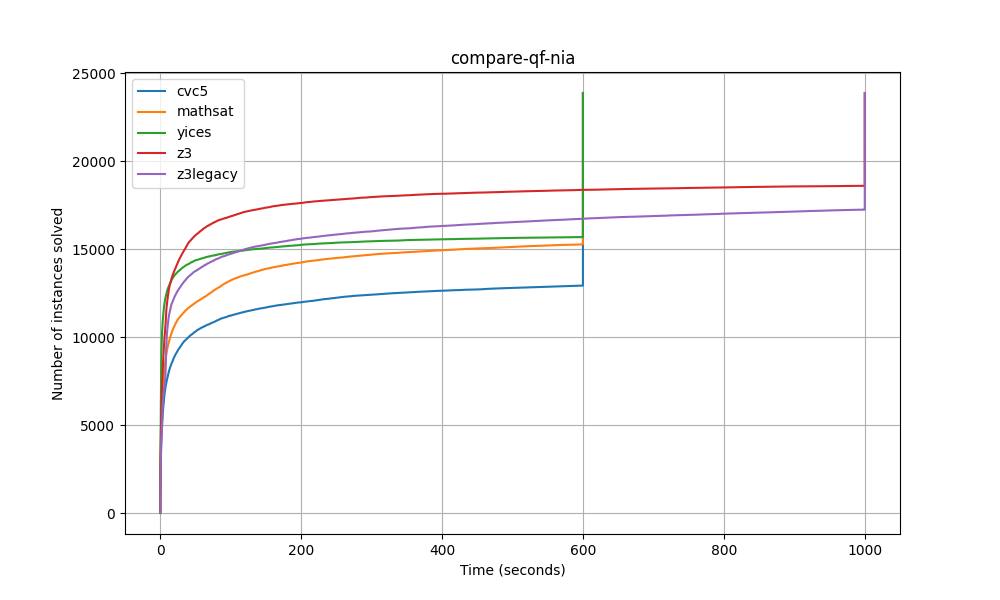 compare-qf-nia
25000
20000
15000
10000
5000
0
Number of instances solved
cvc5
mathsat
yices
z3
z3legacy
0 200 400 600 800 1000
Time (seconds)